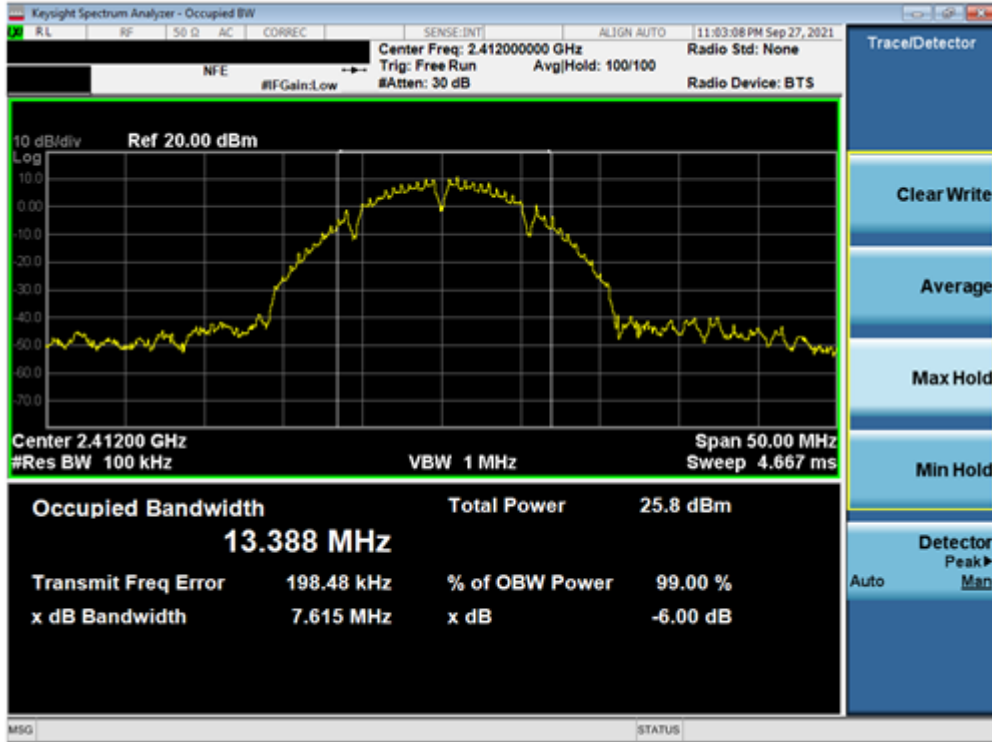 Keysight Spectrum Analyzer - Occupied BW
LXI RL RF 50 Ω AC CORREC SENSE:INT ALIGN AUTO 11:03:08 PM Sep 27, 2021
Center Freq: 2.412000000 GHz Radio Std: None
NFE Trig: Free Run Avg|Hold: 100/100
#IFGain:Low #Atten: 30 dB Radio Device: BTS
Trace/Detector
10 dB/div Ref 20.00 dBm
Log
10.0
0.00
-10.0
-20.0
-30.0
-40.0
-50.0
-60.0
-70.0
Center 2.41200 GHz Span 50.00 MHz
#Res BW 100 kHz VBW 1 MHz Sweep 4.667 ms
Occupied Bandwidth Total Power 25.8 dBm
13.388 MHz
Transmit Freq Error 198.48 kHz % of OBW Power 99.00 %
x dB Bandwidth 7.615 MHz x dB -6.00 dB
Clear Write
Average
Max Hold
Min Hold
Detector
Peak▶
Auto Man
MSG STATUS